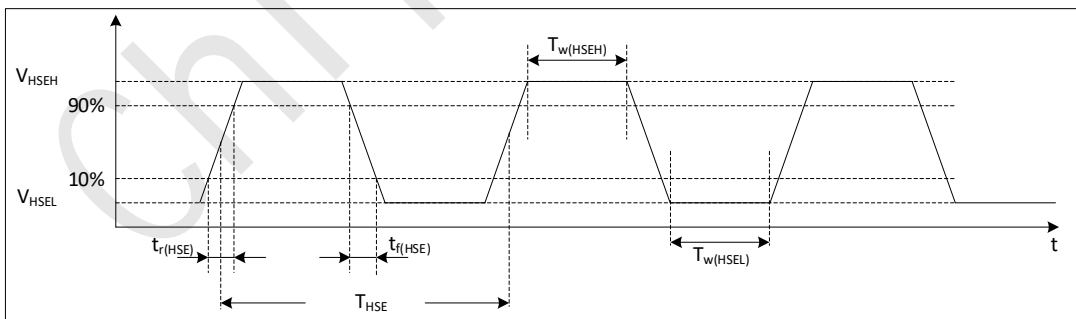 V_HSEH
90%
10%
V_HSEL
T_w(HSEH)
T_w(HSEL)
t_r(HSE)
t_f(HSE)
T_HSE
t